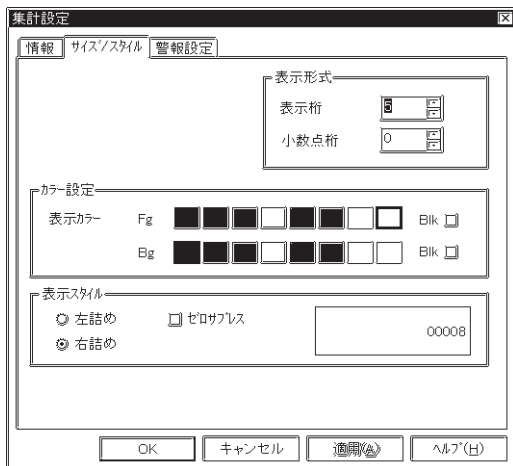 集計設定
情報 サイズ/スタイル 警報設定
表示形式
表示桁 5
小数点桁 0
カラー設定
表示カラー Fg Blk
Bg Blk
表示スタイル
左詰め ゼロサプレス
右詰め
00008
OK キャンセル 適用(A) ヘルプ(H)